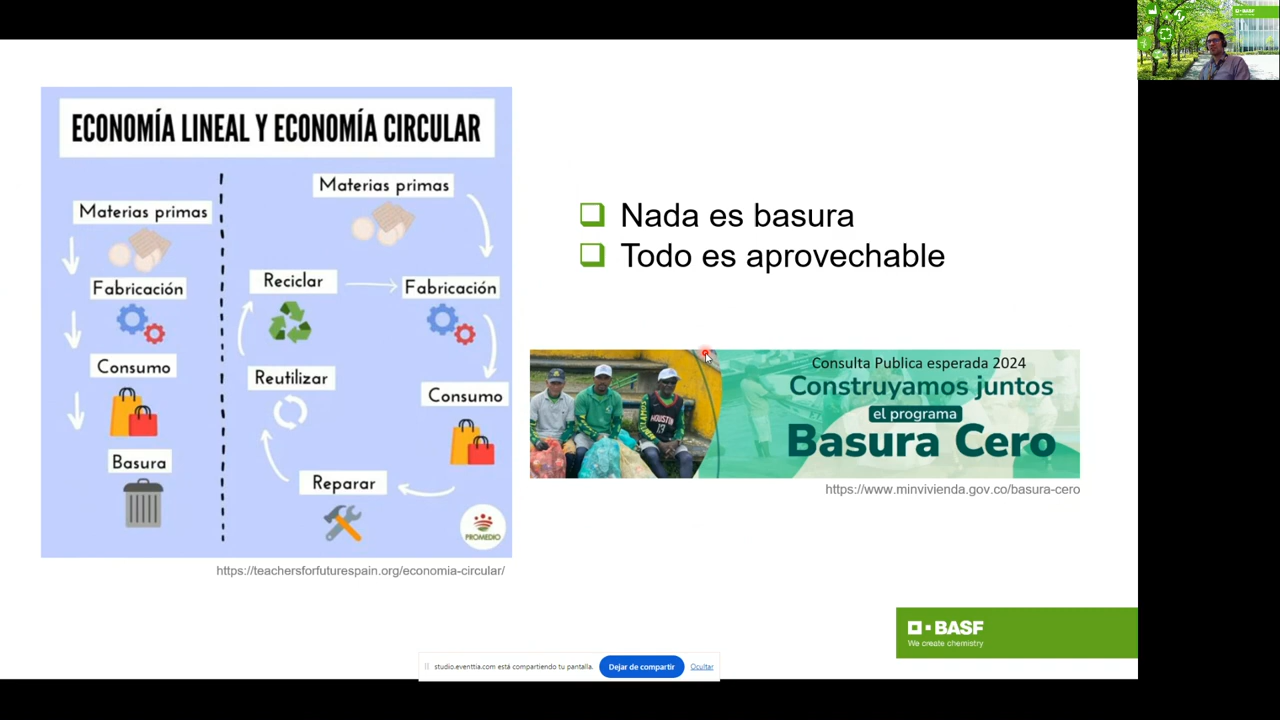 ECONOMÍA LINEAL Y ECONOMÍA CIRCULAR
Materias primas
Fabricación
Consumo
Basura
Materias primas
Fabricación
Consumo
Reparar
Reutilizar
Reciclar
PROMEDIO
https://teachersforfuturespain.org/economia-circular/
Nada es basura
Todo es aprovechable
Consulta Publica esperada 2024
Construyamos juntos
el programa
Basura Cero
HOUSTON
13
https://www.minvivienda.gov.co/basura-cero
BASF
We create chemistry
studio.eventtia.com está compartiendo tu pantalla.
Dejar de compartir
Ocultar
BASF